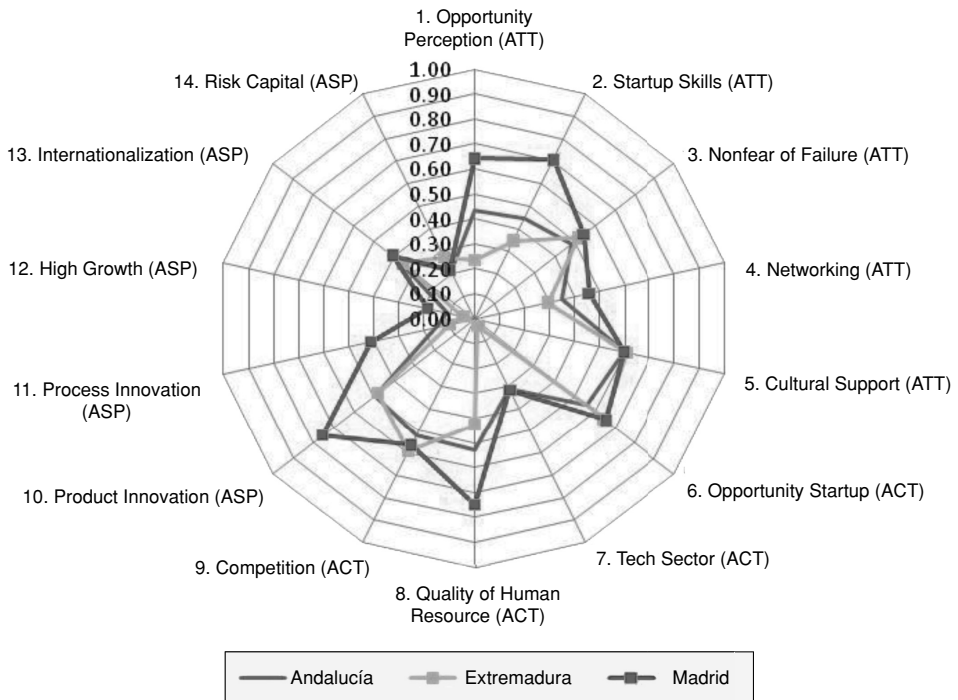 1. Opportunity
Perception (ATT)
1.00
14. Risk Capital (ASP)
2. Startup Skills (ATT)
0.90
0.80
13. Internationalization (ASP)
0.70
3. Nonfear of Failure (ATT)
0.60
0.50
0.40
12. High Growth (ASP)
0.30
4. Networking (ATT)
0.20
0.10
0.00
11. Process Innovation
(ASP)
5. Cultural Support (ATT)
10. Product Innovation (ASP)
6. Opportunity Startup (ACT)
9. Competition (ACT)
7. Tech Sector (ACT)
8. Quality of Human
Resource (ACT)
Andalucía Extremadura Madrid